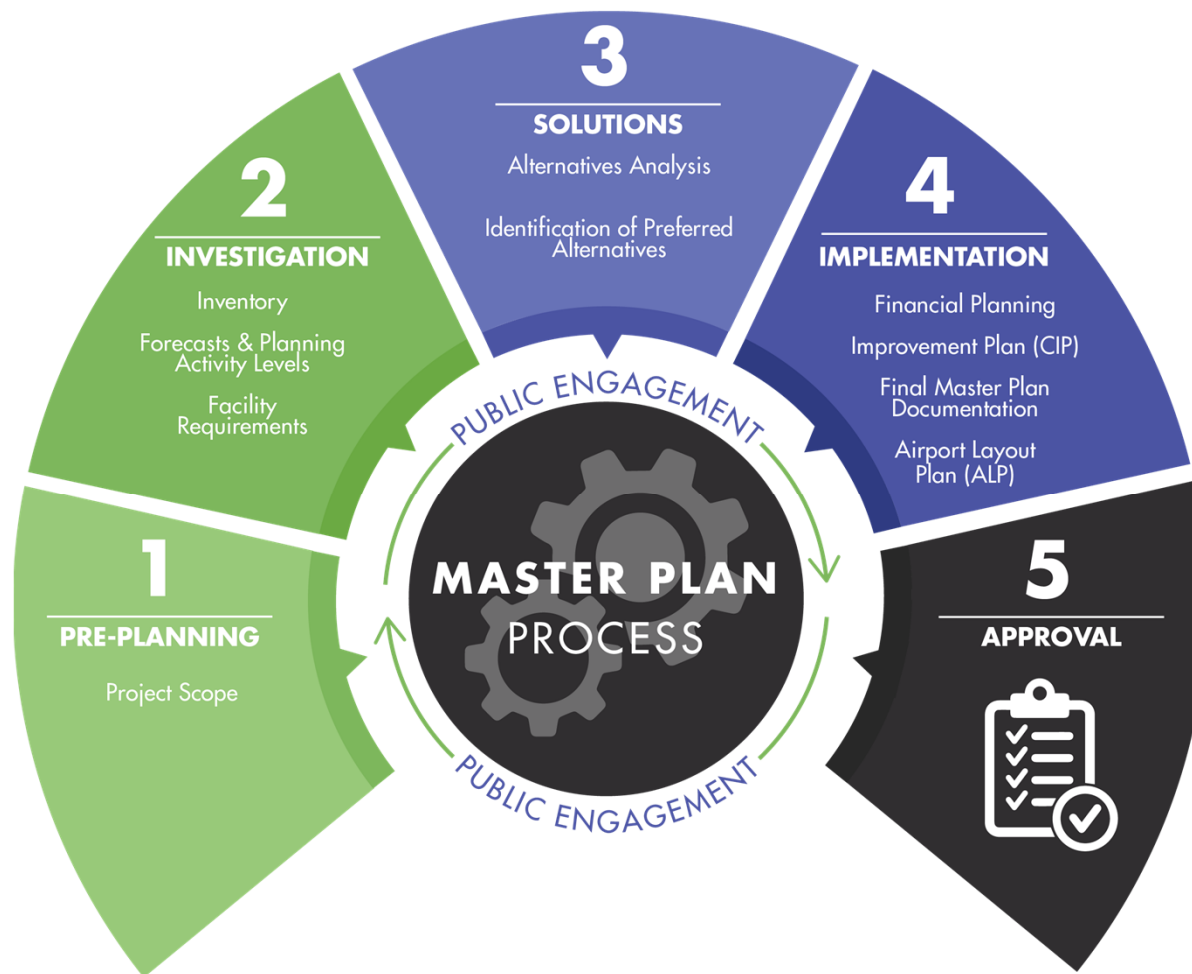 1
PRE-PLANNING
Project Scope
2
INVESTIGATION
Inventory
Forecasts & Planning
Activity Levels
Facility
Requirements
3
SOLUTIONS
Alternatives Analysis
Identification of Preferred
Alternatives
4
IMPLEMENTATION
Financial Planning
Improvement Plan (CIP)
Final Master Plan
Documentation
Airport Layout
Plan (ALP)
5
APPROVAL
PUBLIC ENGAGEMENT
MASTER PLAN
PROCESS
PUBLIC ENGAGEMENT